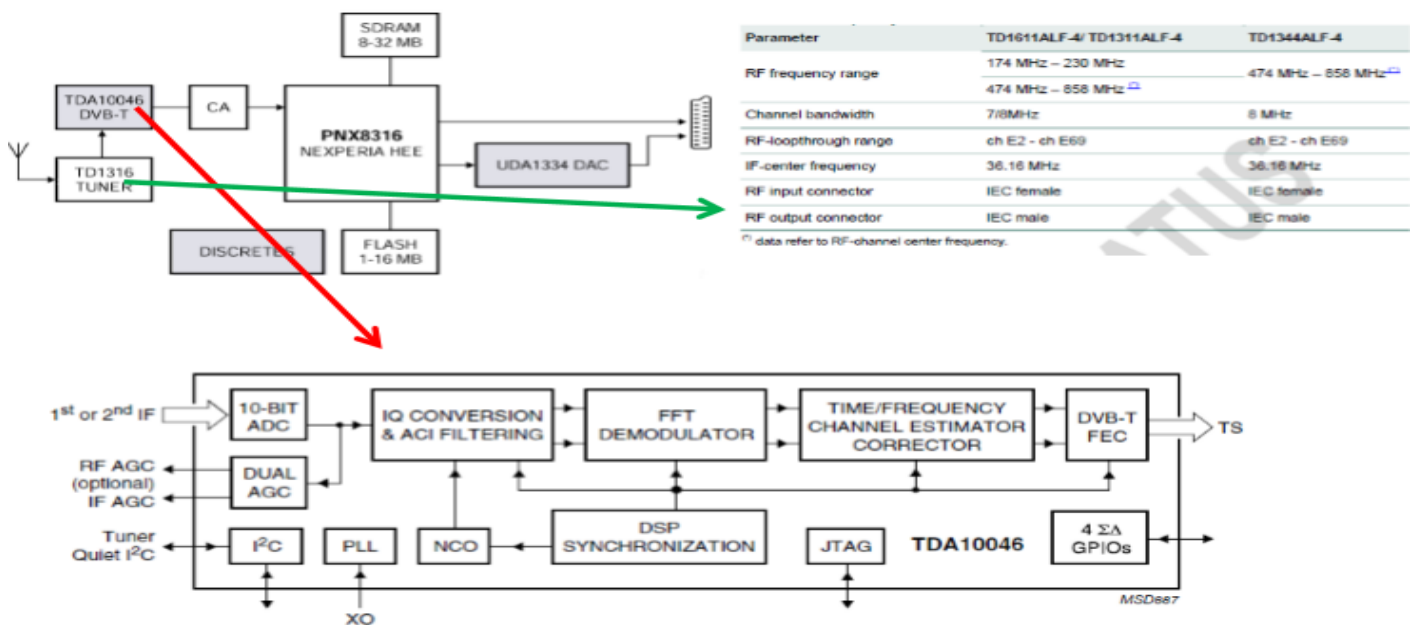 SDRAM
8-32 MB
TDA10046
DVB-T
CA
PNX8316
NEXPERIA HEE
UDA1334 DAC
TD1316
TUNER
DISCRETES
FLASH
1-16 MB
Parameter TD1611ALF-4/ TD1311ALF-4 TD1344ALF-4
RF frequency range 174 MHz – 230 MHz
474 MHz – 858 MHz (*) 474 MHz – 858 MHz (*)
Channel bandwidth 7/8MHz 8 MHz
RF-loopthrough range ch E2 - ch E69 ch E2 - ch E69
IF-center frequency 36.16 MHz 36.16 MHz
RF input connector IEC female IEC female
RF output connector IEC male IEC male
(*) data refer to RF-channel center frequency.
TUS
1st or 2nd IF
10-BIT
ADC
IQ CONVERSION
& ACI FILTERING
FFT
DEMODULATOR
TIME/FREQUENCY
CHANNEL ESTIMATOR
CORRECTOR
DVB-T
FEC
TS
RF AGC
(optional)
IF AGC
DUAL
AGC
Tuner
Quiet I2C
I2C
PLL
NCO
DSP
SYNCHRONIZATION
JTAG
TDA10046
4 ΣΔ
GPIOs
XO
MSD667